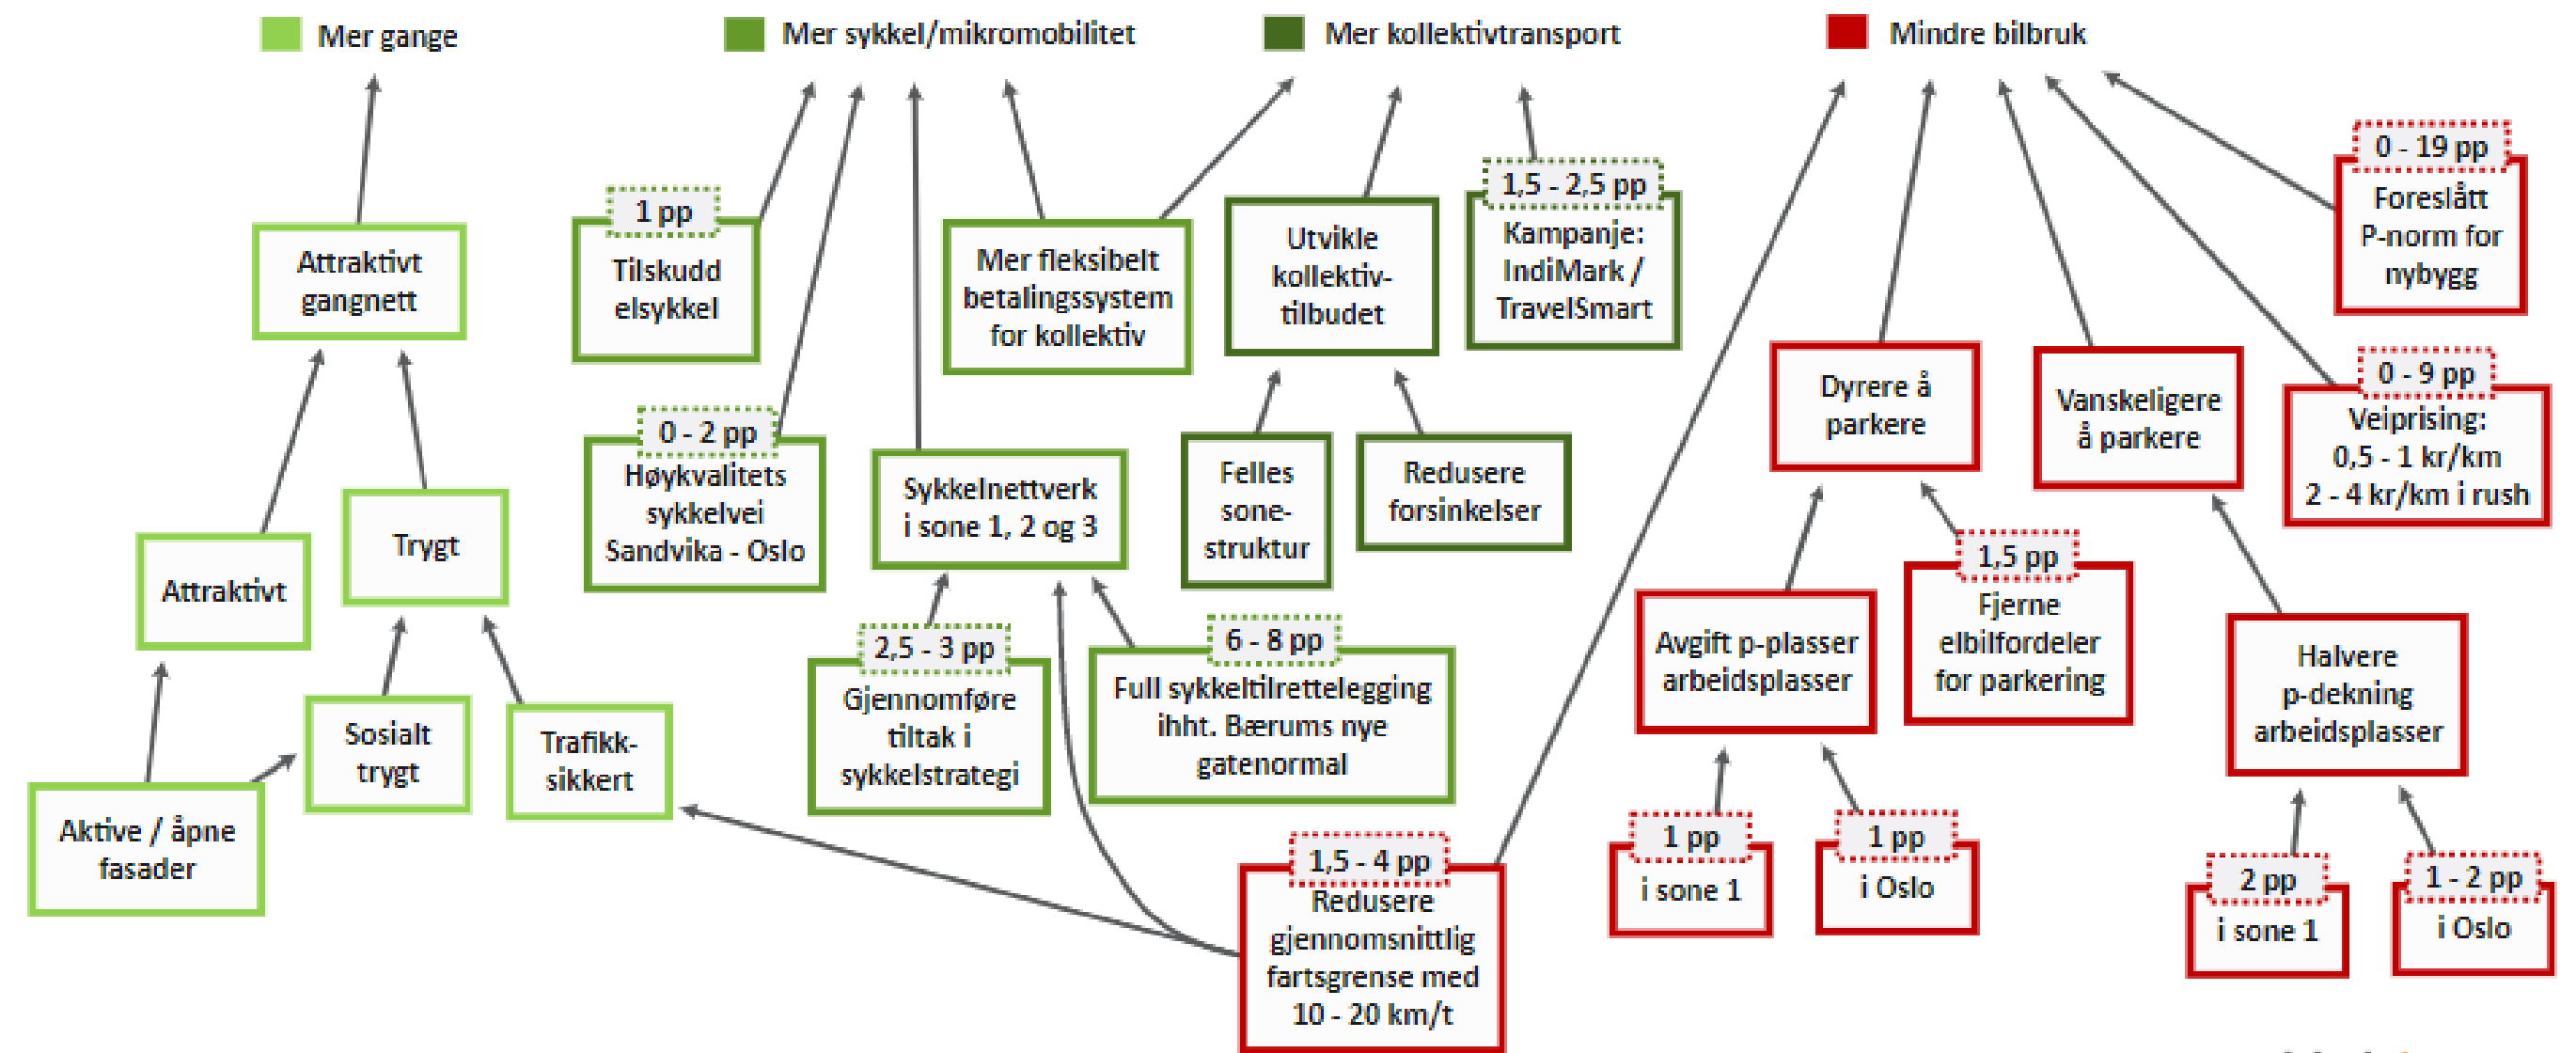 Mer gange
Mer sykkel/mikromobilitet
Mer kollektivtransport
Mindre bilbruk
Attraktivt
gangnett
Attraktivt
Trygt
Sosialt
trygt
Trafikk-
sikkert
Aktive / åpne
fasader
1 pp
Tilskudd
elsykkel
0 - 2 pp
Høykvalitets
sykkelvei
Sandvika - Oslo
Mer fleksibelt
betalingssystem
for kollektiv
Sykkelnettverk
i sone 1, 2 og 3
2,5 - 3 pp
Gjennomføre
tiltak i
sykkelstrategi
6 - 8 pp
Full sykkeltilrettelegging
ihht. Bærums nye
gatenormal
Utvikle
kollektiv-
tilbudet
1,5 - 2,5 pp
Kampanje:
IndiMark /
TravelSmart
Felles
sone-
struktur
Redusere
forsinkelser
1,5 - 4 pp
Redusere
gjennomsnittlig
fartsgrense med
10 - 20 km/t
Dyrere å
parkere
Vanskeligere
å parkere
0 - 19 pp
Foreslått
P-norm for
nybygg
0 - 9 pp
Veiprising:
0,5 - 1 kr/km
2 - 4 kr/km i rush
Avgift p-plasser
arbeidsplasser
1,5 pp
Fjerne
elbilfordeler
for parkering
Halvere
p-dekning
arbeidsplasser
1 pp
i sone 1
1 pp
i Oslo
2 pp
i sone 1
1 - 2 pp
i Oslo